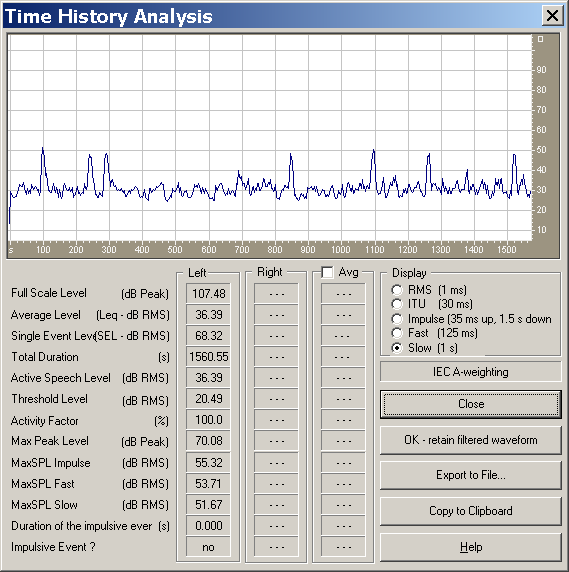 Time History Analysis
90
80
70
60
50
40
30
20
10
s 100 200 300 400 500 600 700 800 900 1000 1100 1200 1300 1400 1500
Left Right Avg Display
Full Scale Level (dB Peak) 107.48 --- --- RMS (1 ms)
Average Level (Leq - dB RMS) 36.39 --- --- ITU (30 ms)
Single Event Leve(SEL - dB RMS) 68.32 --- --- Impulse (35 ms up, 1.5 s down
Total Duration (s) 1560.55 --- --- Fast (125 ms)
Slow (1 s)
Active Speech Level (dB RMS) 36.39 --- --- IEC A-weighting
Threshold Level (dB RMS) 20.49 --- --- Close
Activity Factor (%) 100.0 --- ---
Max Peak Level (dB Peak) 70.08 --- --- OK - retain filtered waveform
MaxSPL Impulse (dB RMS) 55.32 --- ---
MaxSPL Fast (dB RMS) 53.71 --- --- Export to File...
MaxSPL Slow (dB RMS) 51.67 --- --- Copy to Clipboard
Duration of the impulsive ever (s) 0.000 --- ---
Impulsive Event ? no --- --- Help